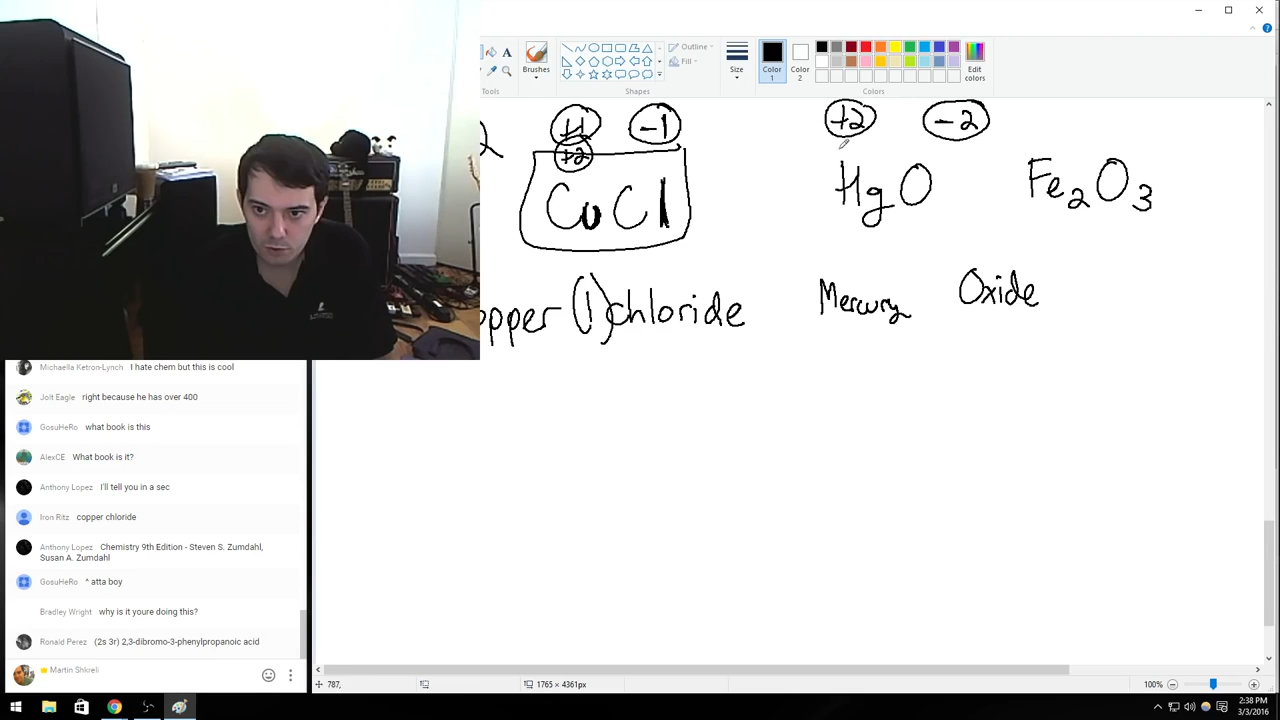 Tools
Brushes
Shapes
Outline
Fill
Size
Color 1
Color 2
Edit colors
Colors
2 +1 -1 +2 -2
+2
CuCl HgO Fe2O3
opper (1) chloride Mercury Oxide
Michaella Ketron-Lynch I hate chem but this is cool
Jolt Eagle right because he has over 400
GosuHeRo what book is this
AlexCE What book is it?
Anthony Lopez I'll tell you in a sec
Iron Ritz copper chloride
Anthony Lopez Chemistry 9th Edition - Steven S. Zumdahl,
Susan A. Zumdahl
GosuHeRo ^ atta boy
Bradley Wright why is it youre doing this?
Ronald Perez (2s 3r) 2,3-dibromo-3-phenylpropanoic acid
Martin Shkreli
787,
1765 × 4361px
100%
2:38 PM
3/3/2016